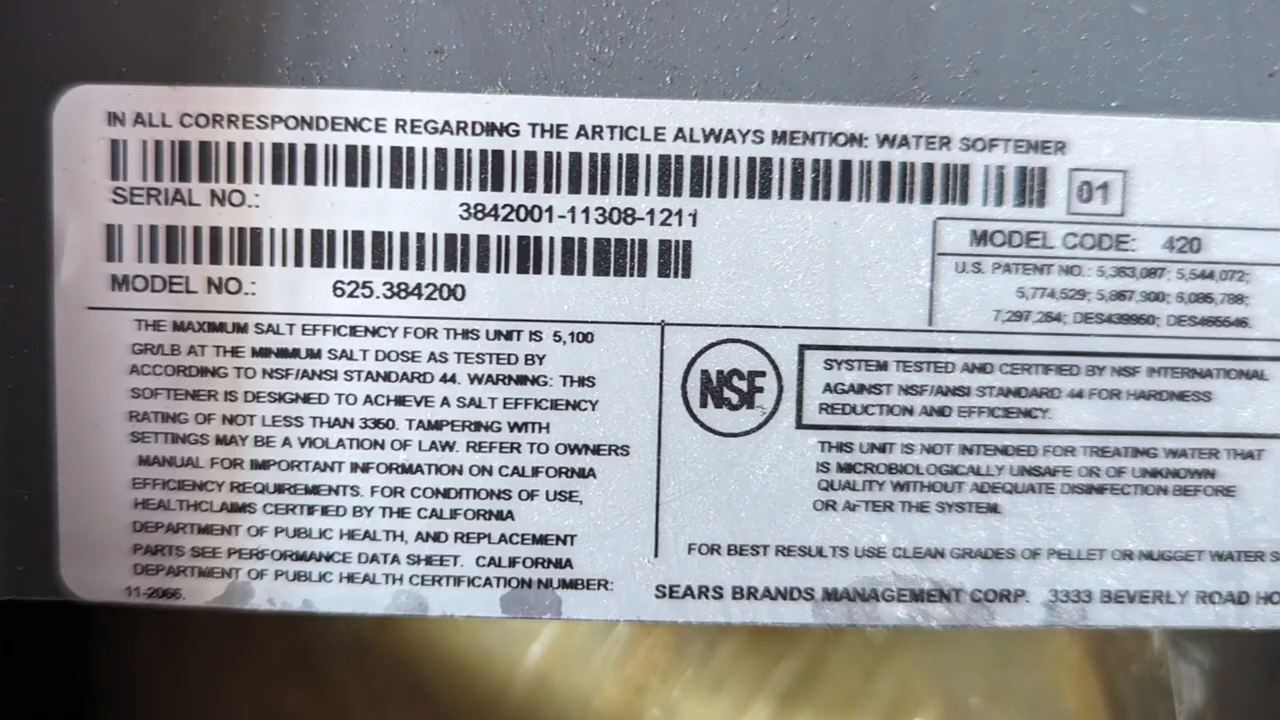 IN ALL CORRESPONDENCE REGARDING THE ARTICLE ALWAYS MENTION: WATER SOFTENER
01
SERIAL NO.: 3842001-11308-1211
MODEL NO.: 625.384200
MODEL CODE: 420
U.S. PATENT NO.: 5,363,087; 5,544,072;
5,774,529; 5,867,900; 6,085,788;
7,297,264; DES439950; DES465546.
THE MAXIMUM SALT EFFICIENCY FOR THIS UNIT IS 5,100
GR/LB AT THE MINIMUM SALT DOSE AS TESTED BY
ACCORDING TO NSF/ANSI STANDARD 44. WARNING: THIS
SOFTENER IS DESIGNED TO ACHIEVE A SALT EFFICIENCY
RATING OF NOT LESS THAN 3350. TAMPERING WITH
SETTINGS MAY BE A VIOLATION OF LAW. REFER TO OWNERS
MANUAL FOR IMPORTANT INFORMATION ON CALIFORNIA
EFFICIENCY REQUIREMENTS. FOR CONDITIONS OF USE,
HEALTHCLAIMS CERTIFIED BY THE CALIFORNIA
DEPARTMENT OF PUBLIC HEALTH, AND REPLACEMENT
PARTS SEE PERFORMANCE DATA SHEET. CALIFORNIA
DEPARTMENT OF PUBLIC HEALTH CERTIFICATION NUMBER:
11-2066.
NSF
SYSTEM TESTED AND CERTIFIED BY NSF INTERNATIONAL
AGAINST NSF/ANSI STANDARD 44 FOR HARDNESS
REDUCTION AND EFFICIENCY.
THIS UNIT IS NOT INTENDED FOR TREATING WATER THAT
IS MICROBIOLOGICALLY UNSAFE OR OF UNKNOWN
QUALITY WITHOUT ADEQUATE DISINFECTION BEFORE
OR AFTER THE SYSTEM.
FOR BEST RESULTS USE CLEAN GRADES OF PELLET OR NUGGET WATER S
SEARS BRANDS MANAGEMENT CORP. 3333 BEVERLY ROAD HO